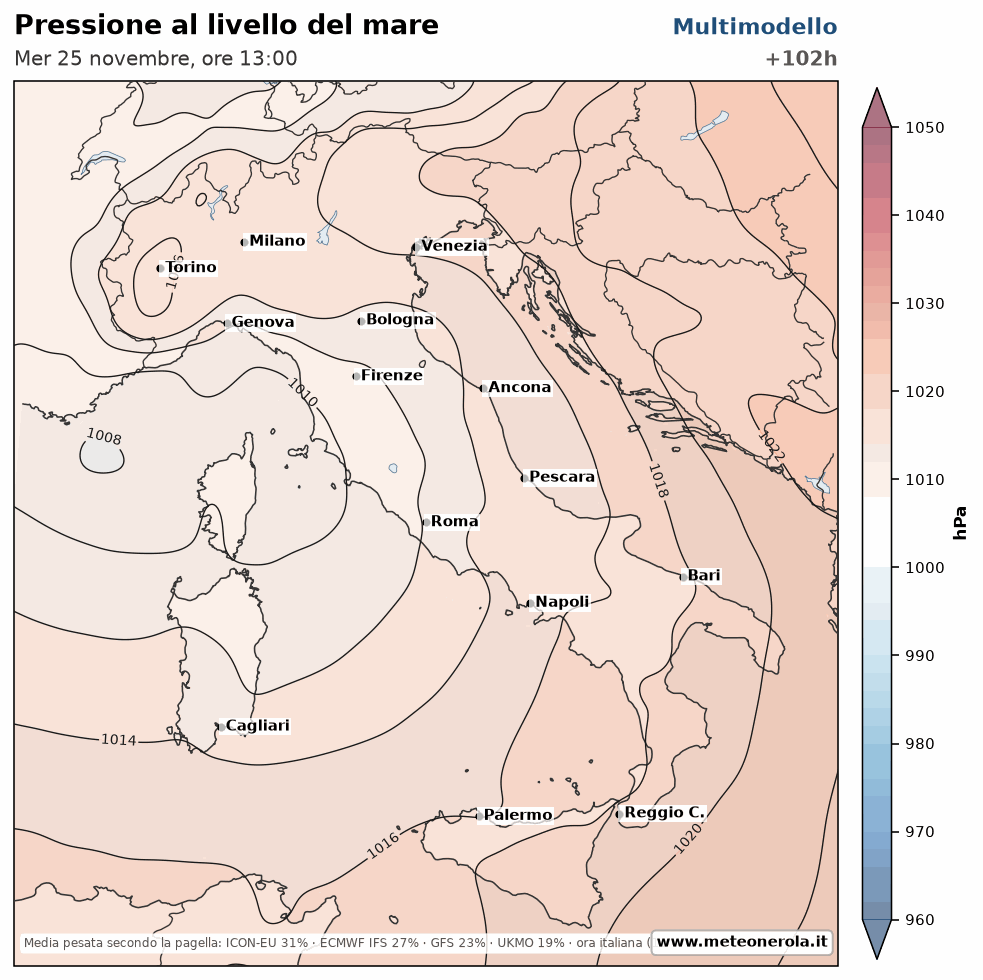 Pressione al livello del mare
Multimodello
Mer 25 novembre, ore 13:00
+102h
1050
1040
1030
1020
1010
1000
990
980
970
960
hPa
Milano
Venezia
Torino
Genova
Bologna
Firenze
1010
Ancona
1008
1022
1018
Pescara
Roma
Bari
Napoli
Cagliari
1014
Palermo
Reggio C.
1016
1020
Media pesata secondo la pagella: ICON-EU 31% · ECMWF IFS 27% · GFS 23% · UKMO 19% · ora italiana (
www.meteonerola.it